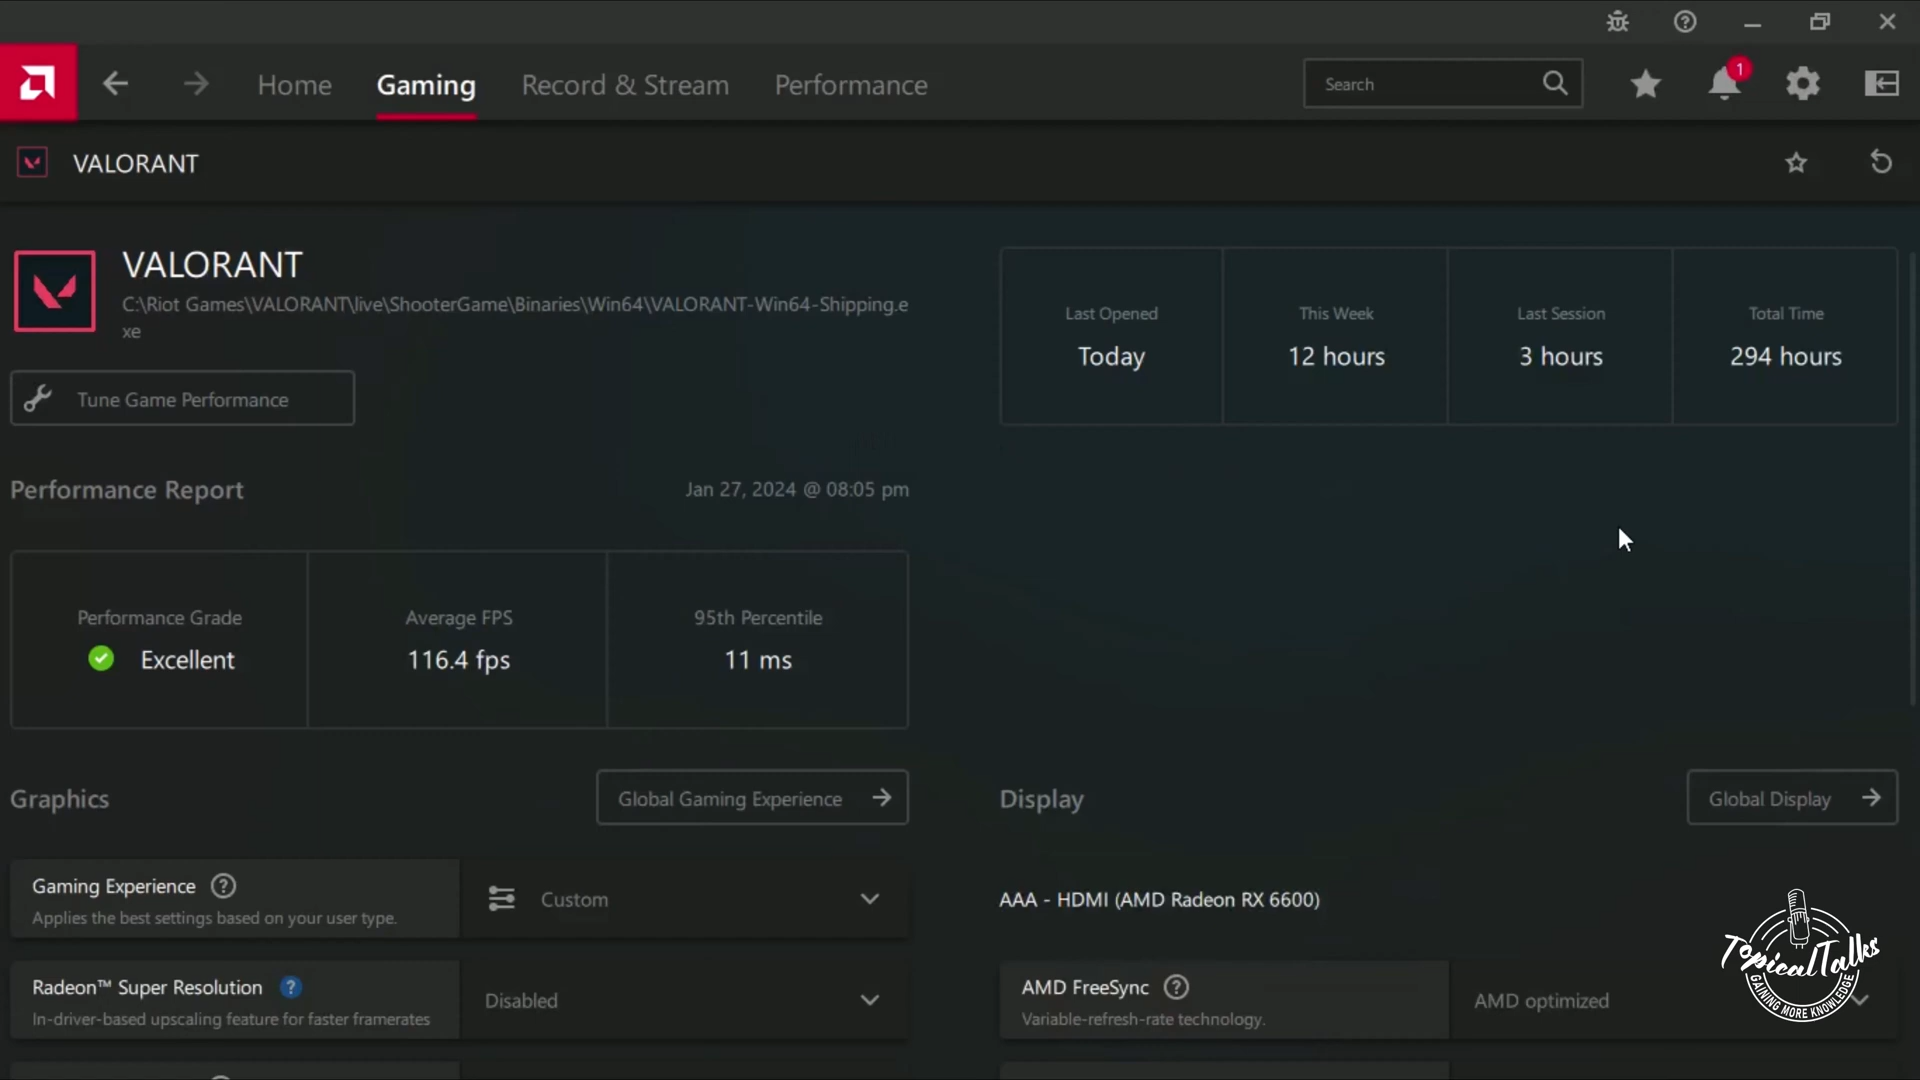 Home
Gaming
Record & Stream
Performance
Search
1
VALORANT
VALORANT
C:\Riot Games\VALORANT\live\ShooterGame\Binaries\Win64\VALORANT-Win64-Shipping.e
xe
Tune Game Performance
Last Opened
Today
This Week
12 hours
Last Session
3 hours
Total Time
294 hours
Performance Report
Jan 27, 2024 @ 08:05 pm
Performance Grade
Excellent
Average FPS
116.4 fps
95th Percentile
11 ms
Graphics
Global Gaming Experience
Display
Global Display
Gaming Experience
Applies the best settings based on your user type.
Custom
AAA - HDMI (AMD Radeon RX 6600)
Radeon™ Super Resolution
In-driver-based upscaling feature for faster framerates
Disabled
AMD FreeSync
Variable-refresh-rate technology.
AMD optimized
TopicalTalks
GAINING MORE KNOWLEDGE